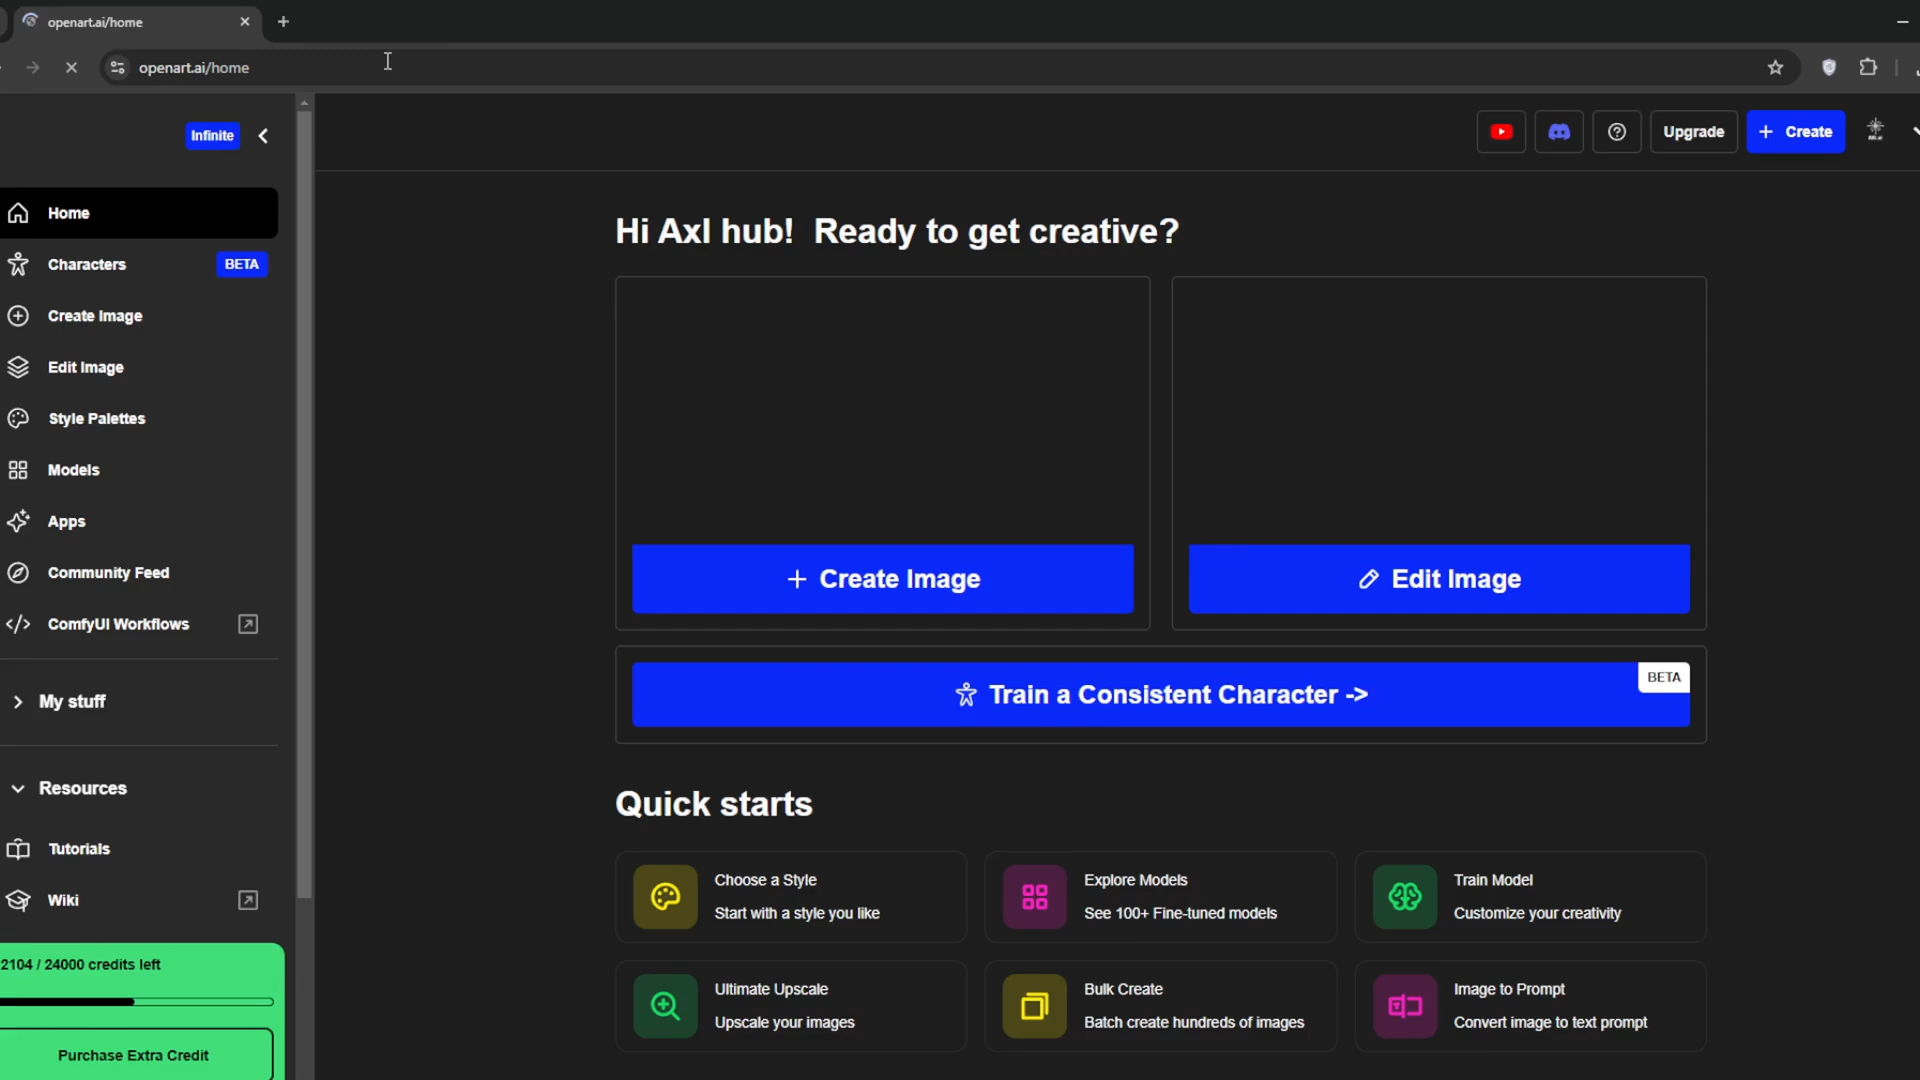 openart.ai/home
openart.ai/home
Infinite
Upgrade
+ Create
Home
Characters BETA
Create Image
Edit Image
Style Palettes
Models
Apps
Community Feed
ComfyUI Workflows
My stuff
Resources
Tutorials
Wiki
2104 / 24000 credits left
Purchase Extra Credit
Hi Axl hub! Ready to get creative?
+ Create Image
Edit Image
Train a Consistent Character ->
BETA
Quick starts
Choose a Style
Start with a style you like
Explore Models
See 100+ Fine-tuned models
Train Model
Customize your creativity
Ultimate Upscale
Upscale your images
Bulk Create
Batch create hundreds of images
Image to Prompt
Convert image to text prompt